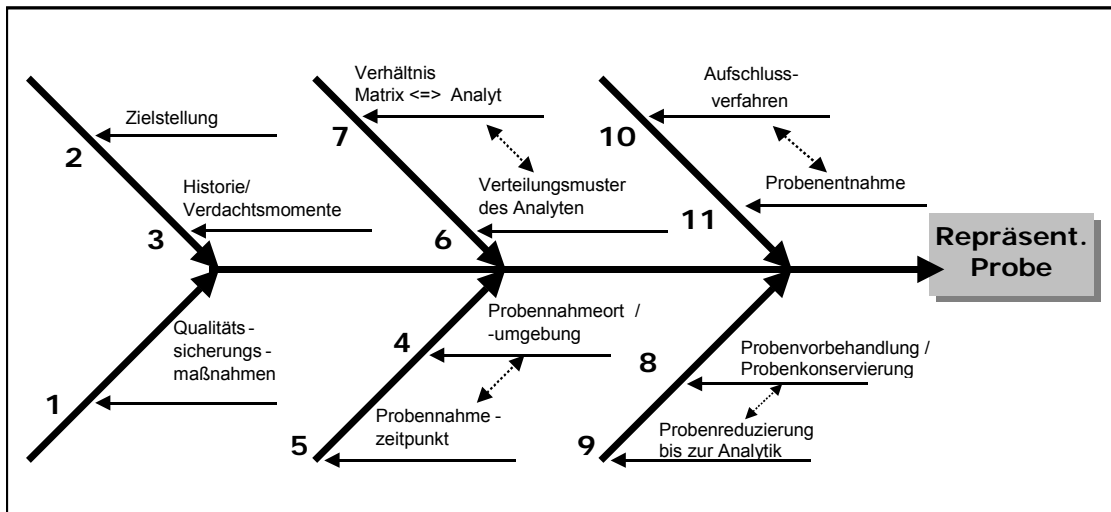 Zielstellung
2
Historie/
Verdachtsmomente
3
Qualitäts -
sicherungs -
maßnahmen
1
Verhältnis
Matrix <=> Analyt
7
Verteilungsmuster
des Analyten
6
Probennahmeort /
-umgebung
4
Probennahme -
zeitpunkt
5
Aufschluss-
verfahren
10
Probenentnahme
11
Probenvorbehandlung /
Probenkonservierung
8
Probenreduzierung
bis zur Analytik
9
Repräsent.
Probe